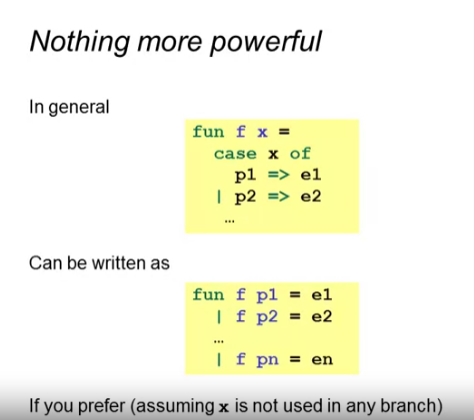 Nothing more powerful
In general
fun f x =
case x of
p1 => e1
| p2 => e2
...
Can be written as
fun f p1 = e1
| f p2 = e2
...
| f pn = en
If you prefer (assuming x is not used in any branch)